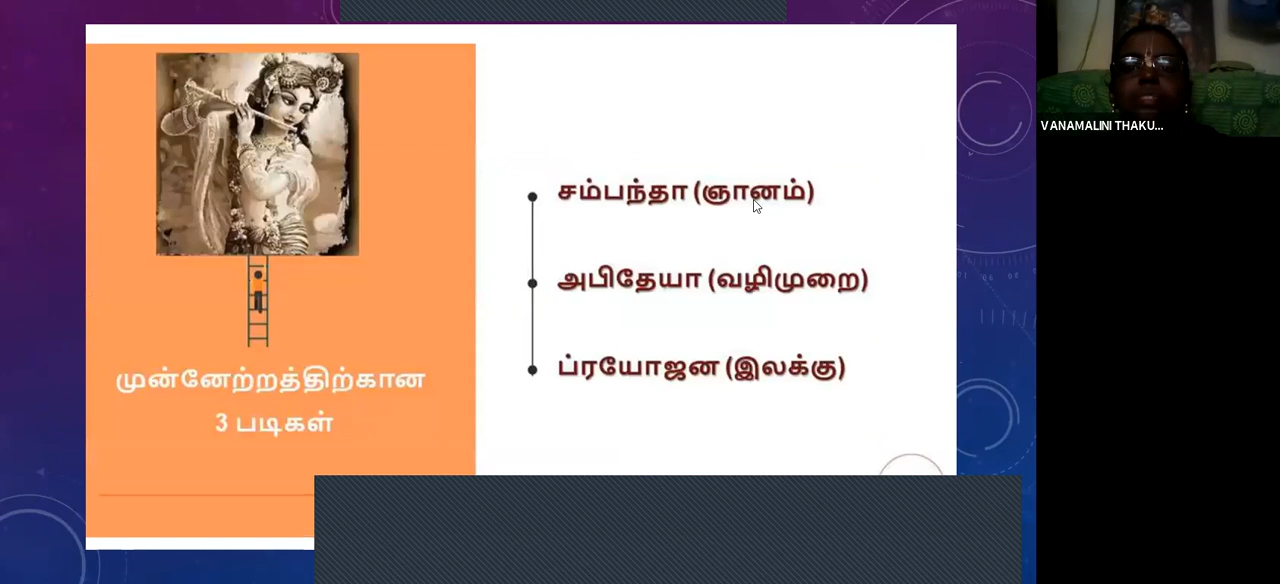 சம்பந்தா (ஞானம்)
அபிதேயா (வழிமுறை)
ப்ரயோஜன (இலக்கு)
முன்னேற்றத்திற்கான
3 படிகள்
VANAMALINI THAKU...